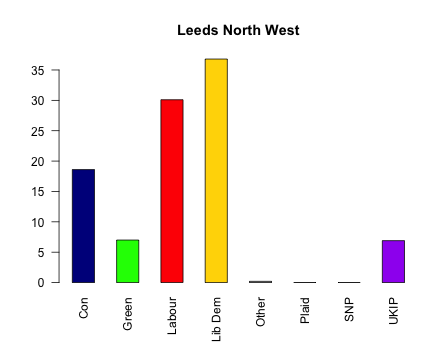 Leeds North West
35
30
25
20
15
10
5
0
Con
Green
Labour
Lib Dem
Other
Plaid
SNP
UKIP